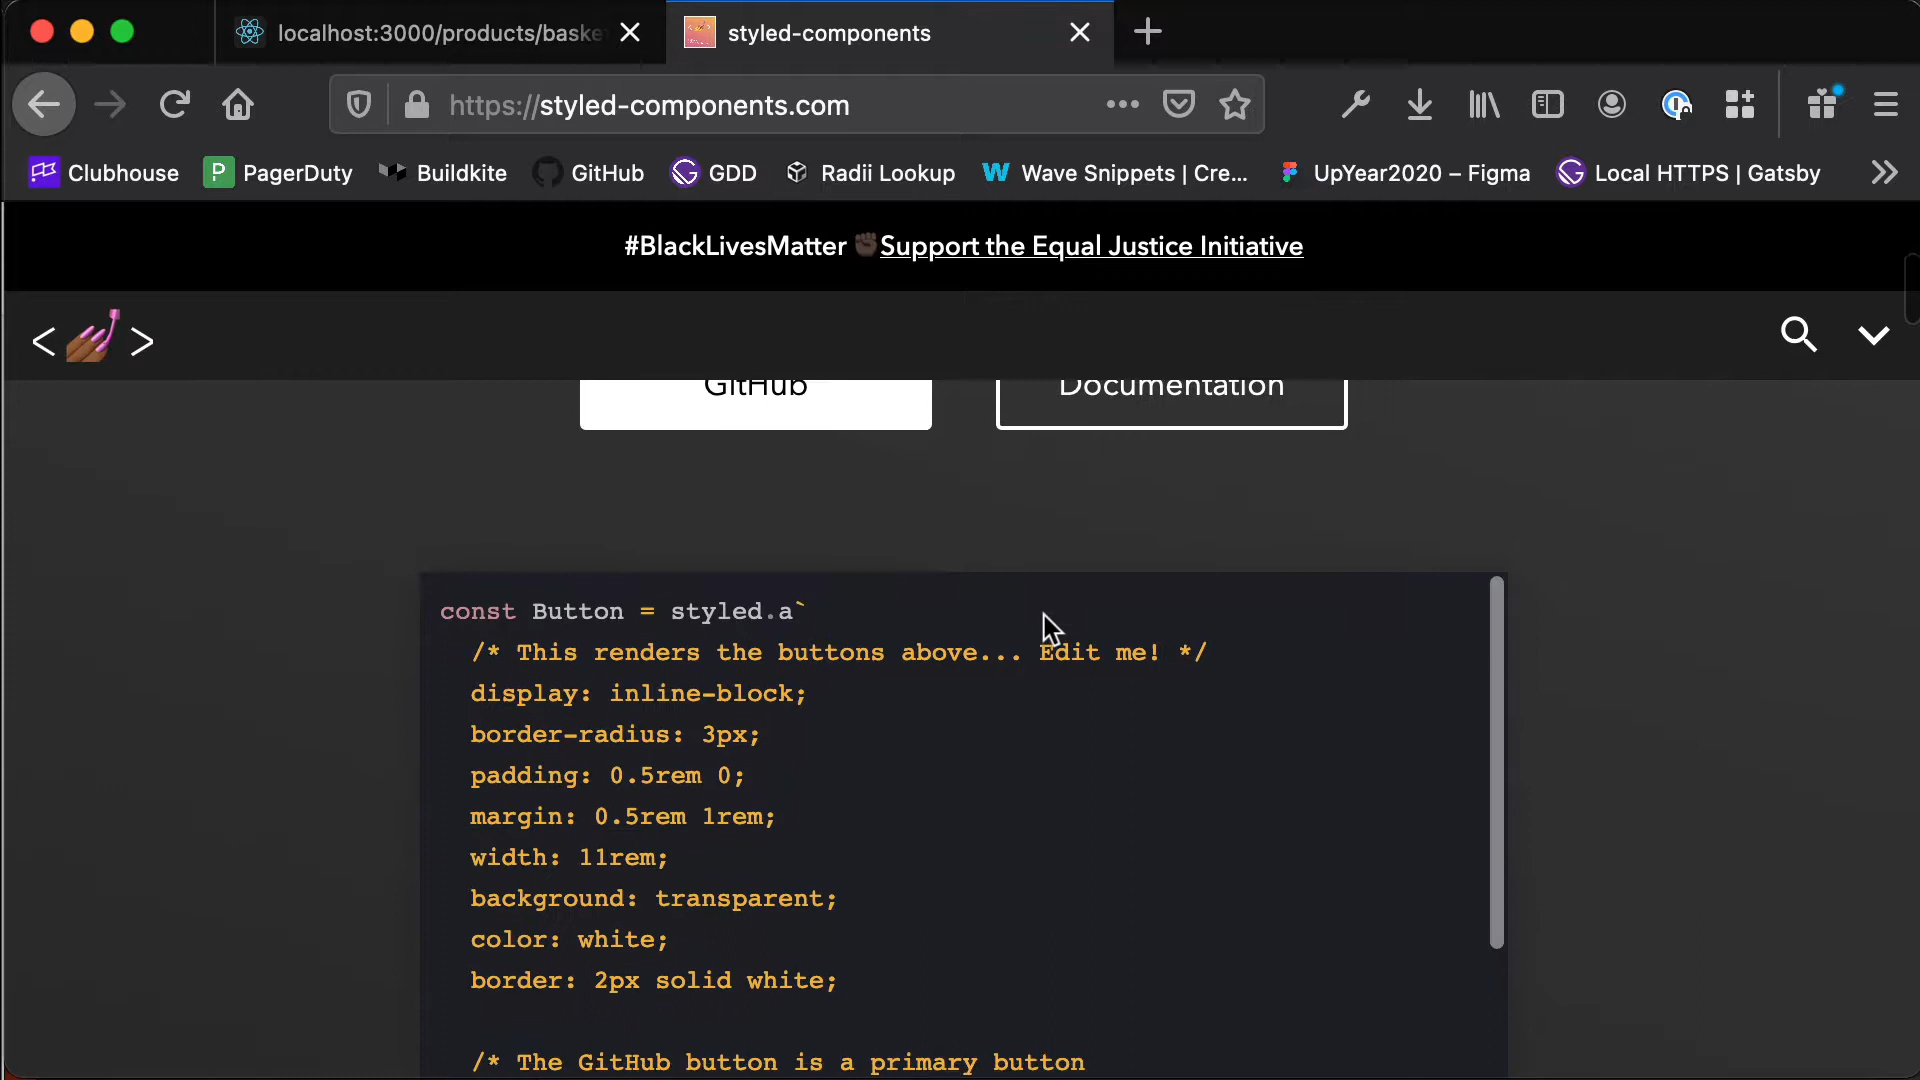 localhost:3000/products/baske
styled-components
https://styled-components.com
Clubhouse
P PagerDuty
Buildkite
GitHub
GDD
Radii Lookup
W Wave Snippets | Cre...
UpYear2020 – Figma
Local HTTPS | Gatsby
#BlackLivesMatter ✊🏿 Support the Equal Justice Initiative
< 💅🏾 >
GitHub
Documentation
const Button = styled.a`
/* This renders the buttons above... Edit me! */
display: inline-block;
border-radius: 3px;
padding: 0.5rem 0;
margin: 0.5rem 1rem;
width: 11rem;
background: transparent;
color: white;
border: 2px solid white;
/* The GitHub button is a primary button